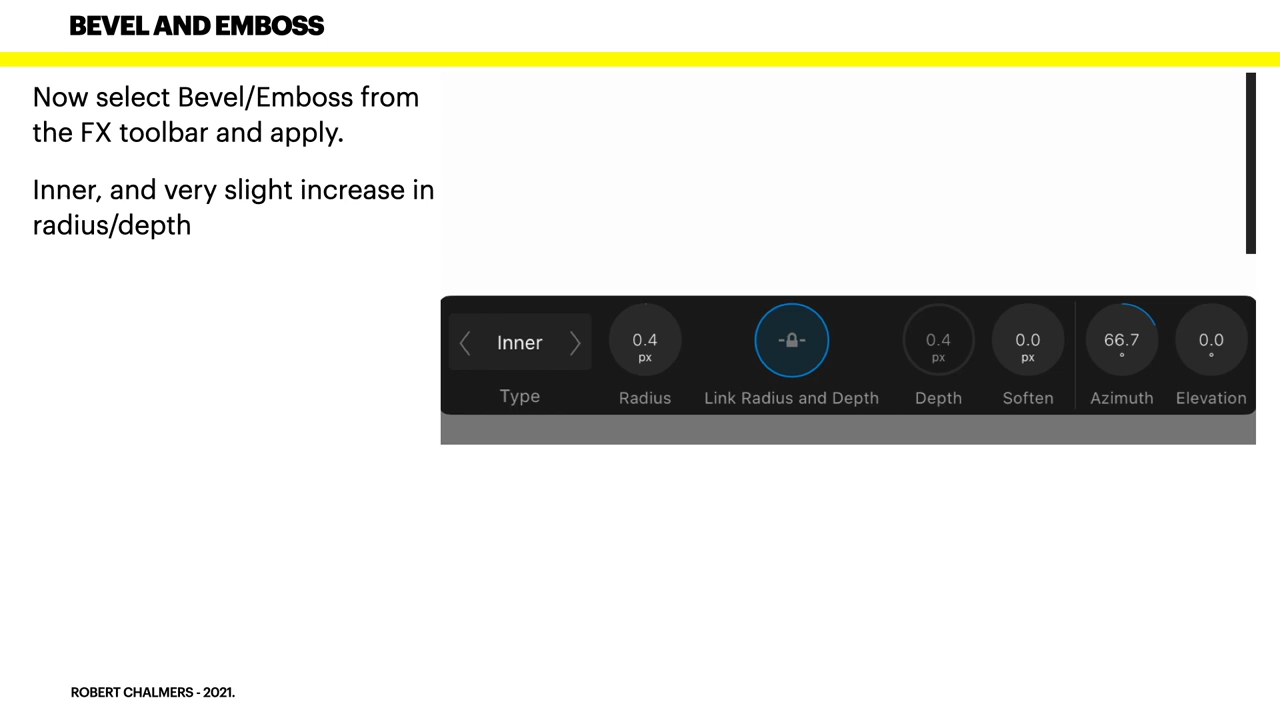 BEVEL AND EMBOSS
Now select Bevel/Emboss from
the FX toolbar and apply.
Inner, and very slight increase in
radius/depth
Inner
Type
0.4
px
Radius
Link Radius and Depth
0.4
px
Depth
0.0
px
Soften
66.7
°
Azimuth
0.0
°
Elevation
ROBERT CHALMERS - 2021.